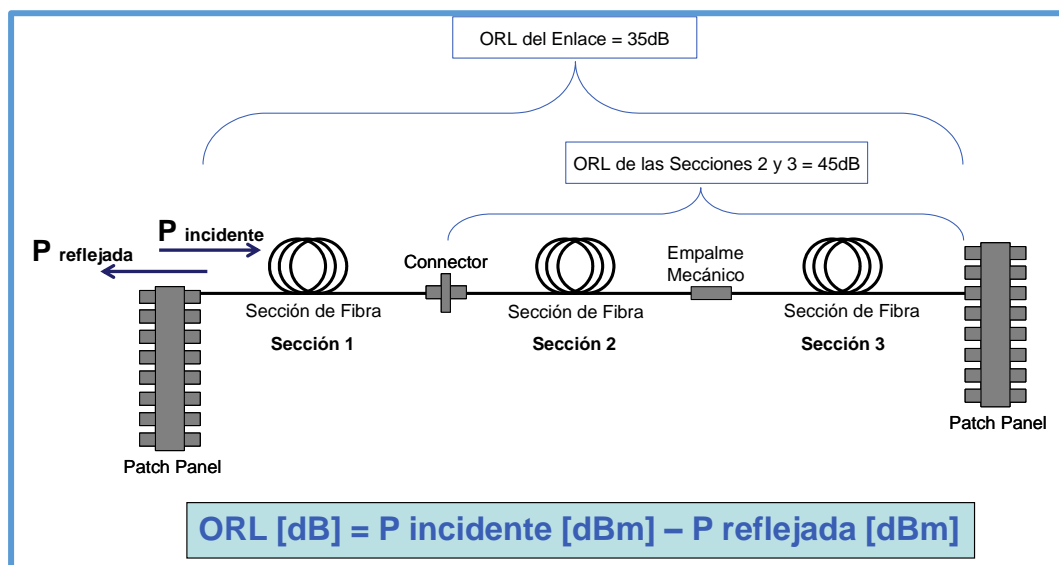 ORL del Enlace = 35dB
ORL de las Secciones 2 y 3 = 45dB
P incidente
P reflejada
Connector
Empalme
Mecánico
Sección de Fibra
Sección de Fibra
Sección de Fibra
Sección 1
Sección 2
Sección 3
Patch Panel
Patch Panel
ORL [dB] = P incidente [dBm] – P reflejada [dBm]